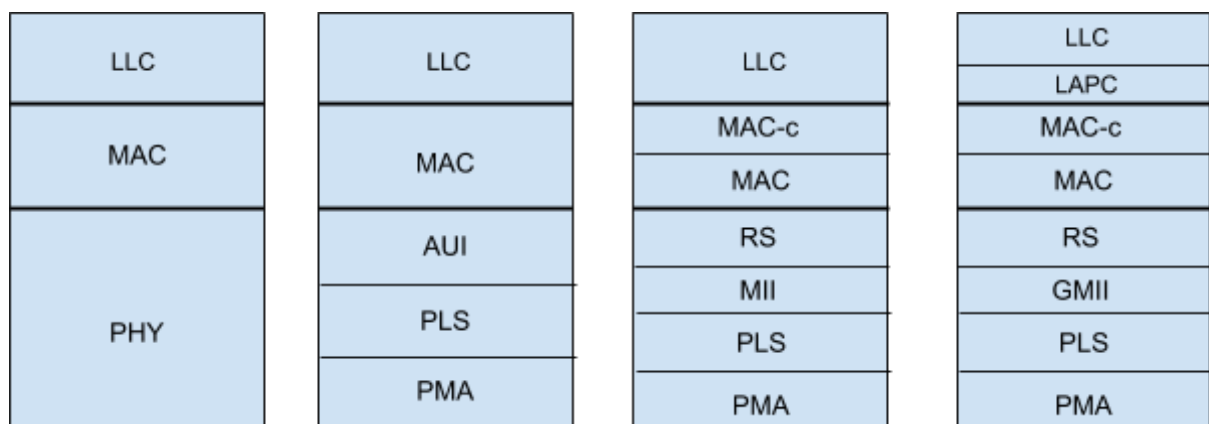 LLC
MAC
PHY
LLC
MAC
AUI
PLS
PMA
LLC
MAC-c
MAC
RS
MII
PLS
PMA
LLC
LAPC
MAC-c
MAC
RS
GMII
PLS
PMA